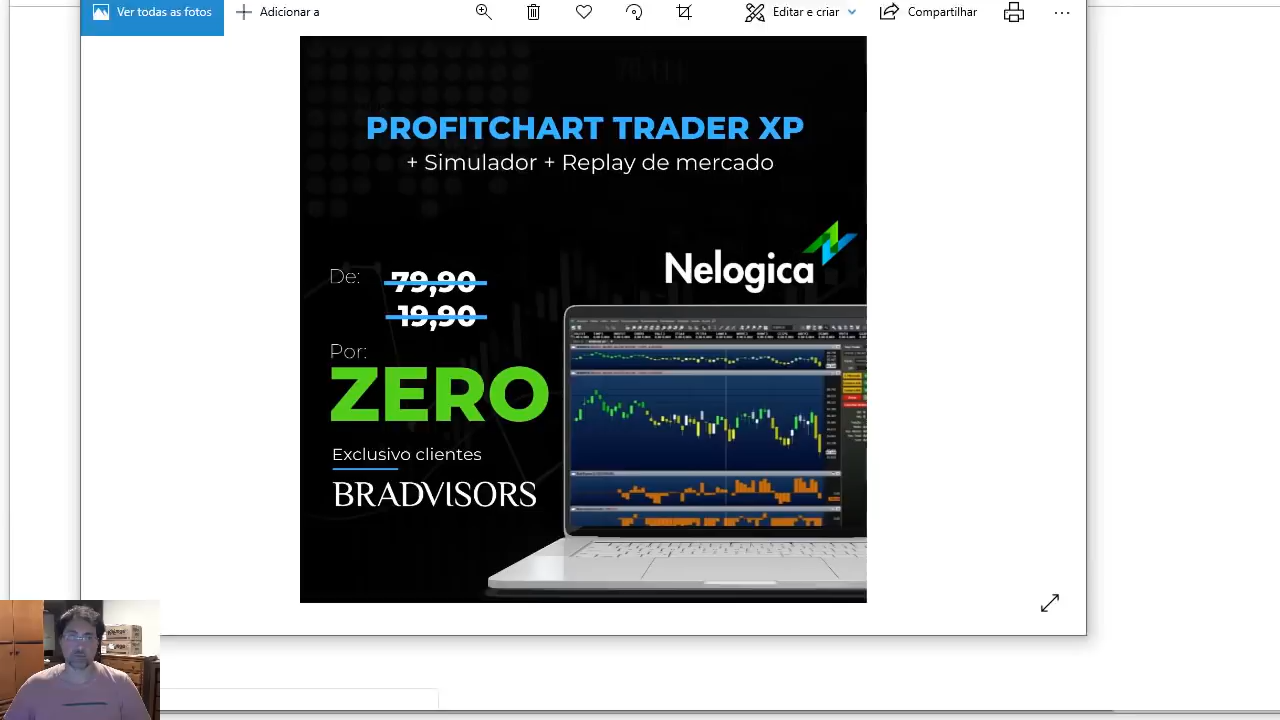 Ver todas as fotos
Adicionar a
Editar e criar
Compartilhar
PROFITCHART TRADER XP
+ Simulador + Replay de mercado
Nelogica
De:
79,90
19,90
Por:
ZERO
Exclusivo clientes
BRADVISORS